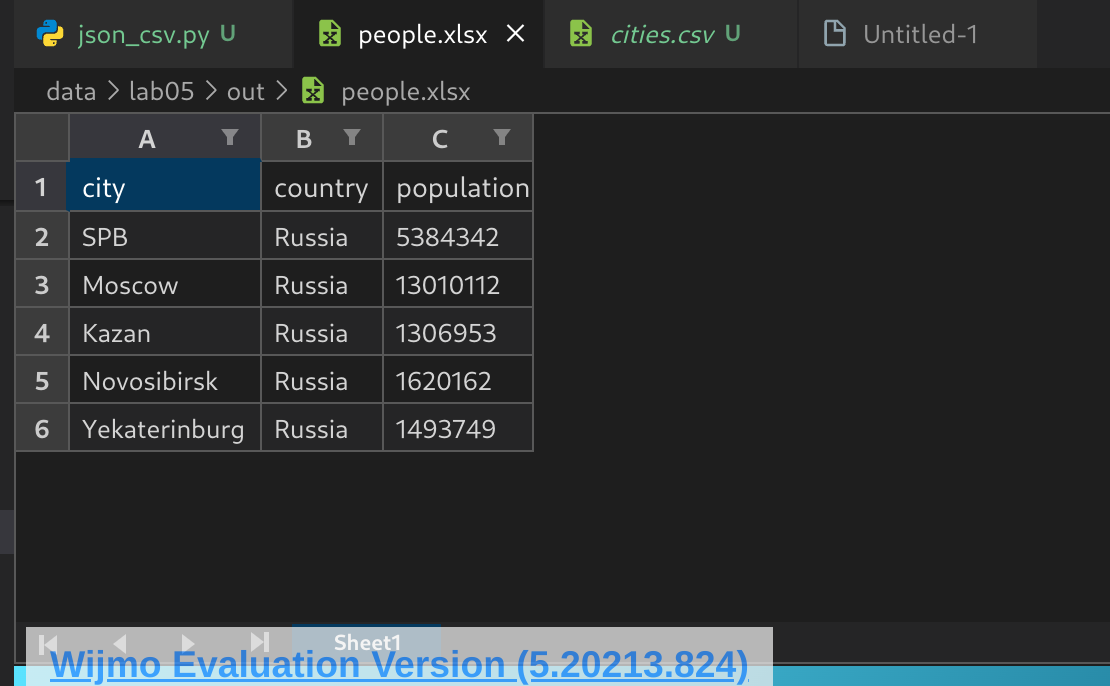 json_csv.py U people.xlsx cities.csv U Untitled-1
data > lab05 > out > people.xlsx
A B C
1 city country population
2 SPB Russia 5384342
3 Moscow Russia 13010112
4 Kazan Russia 1306953
5 Novosibirsk Russia 1620162
6 Yekaterinburg Russia 1493749
Sheet1
Wijmo Evaluation Version (5.20213.824)